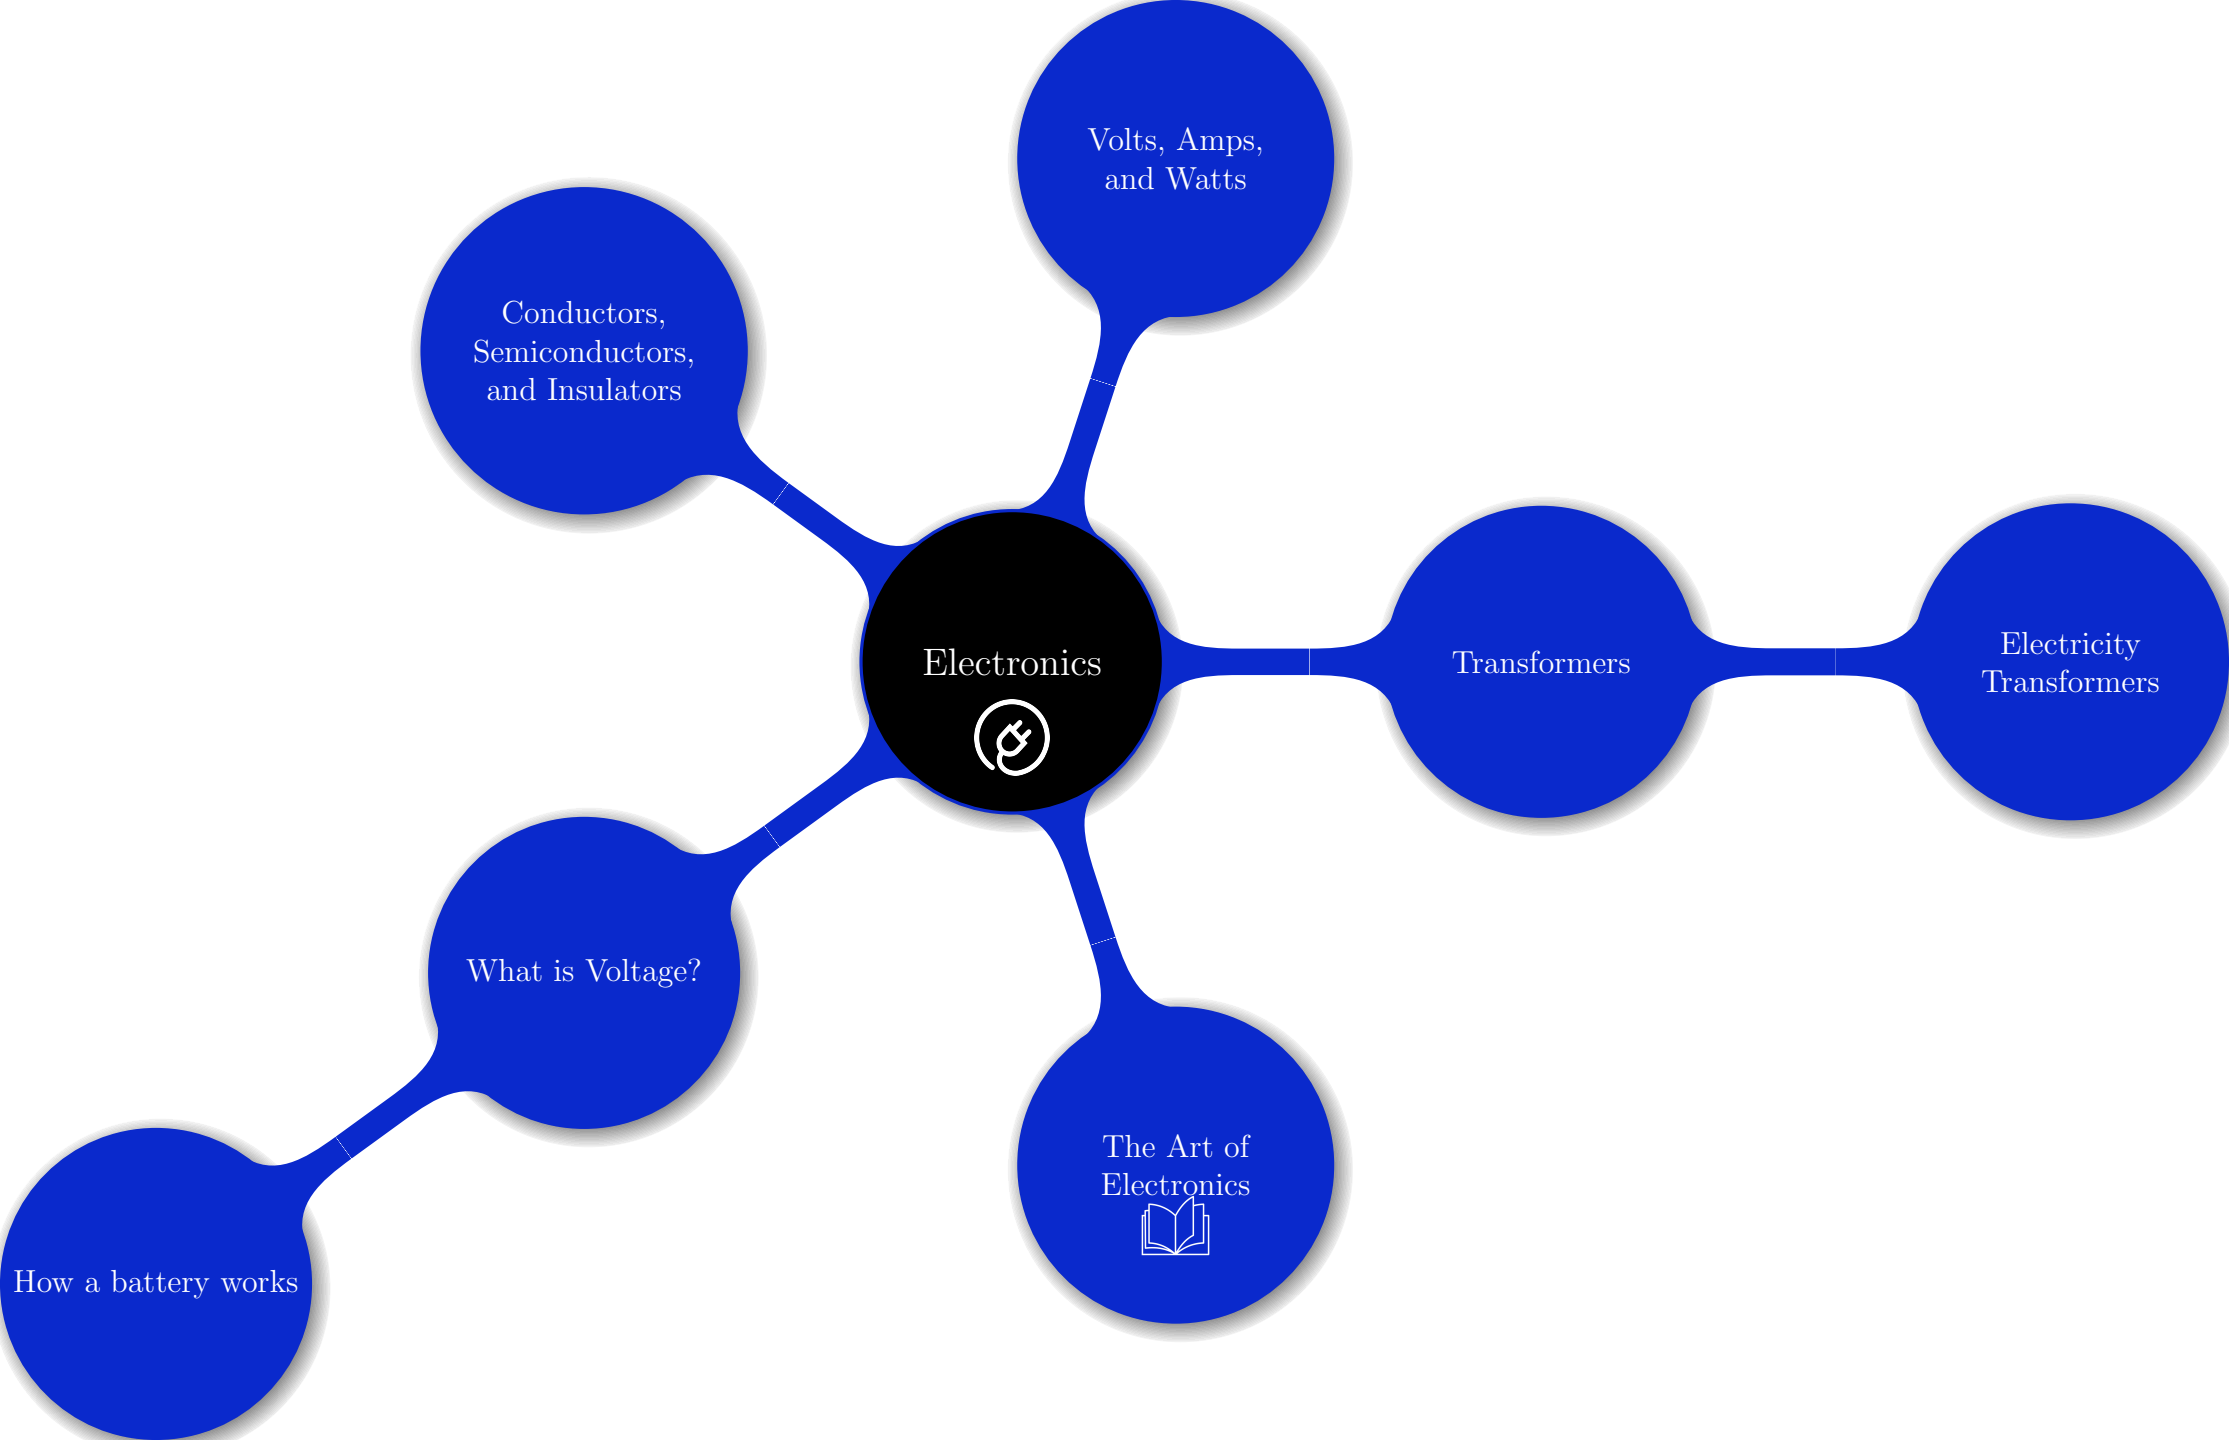 Volts, Amps,
and Watts
Conductors,
Semiconductors,
and Insulators
Electronics
Transformers
Electricity
Transformers
What is Voltage?
The Art of
Electronics
How a battery works